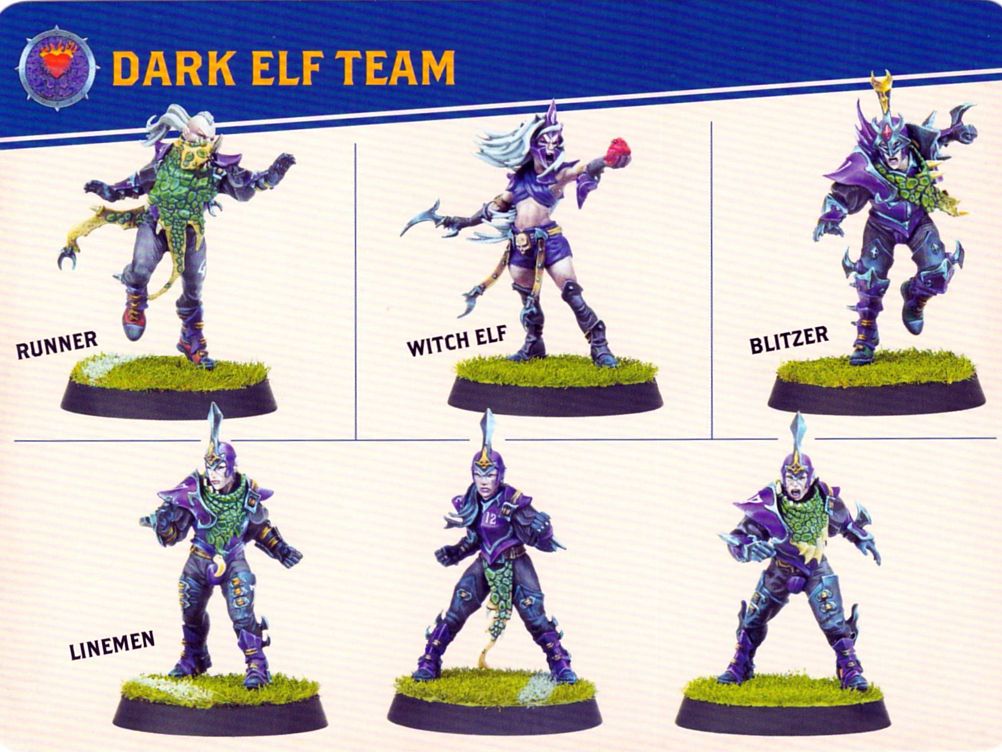 DARK ELF TEAM
RUNNER
WITCH ELF
BLITZER
12
LINEMEN